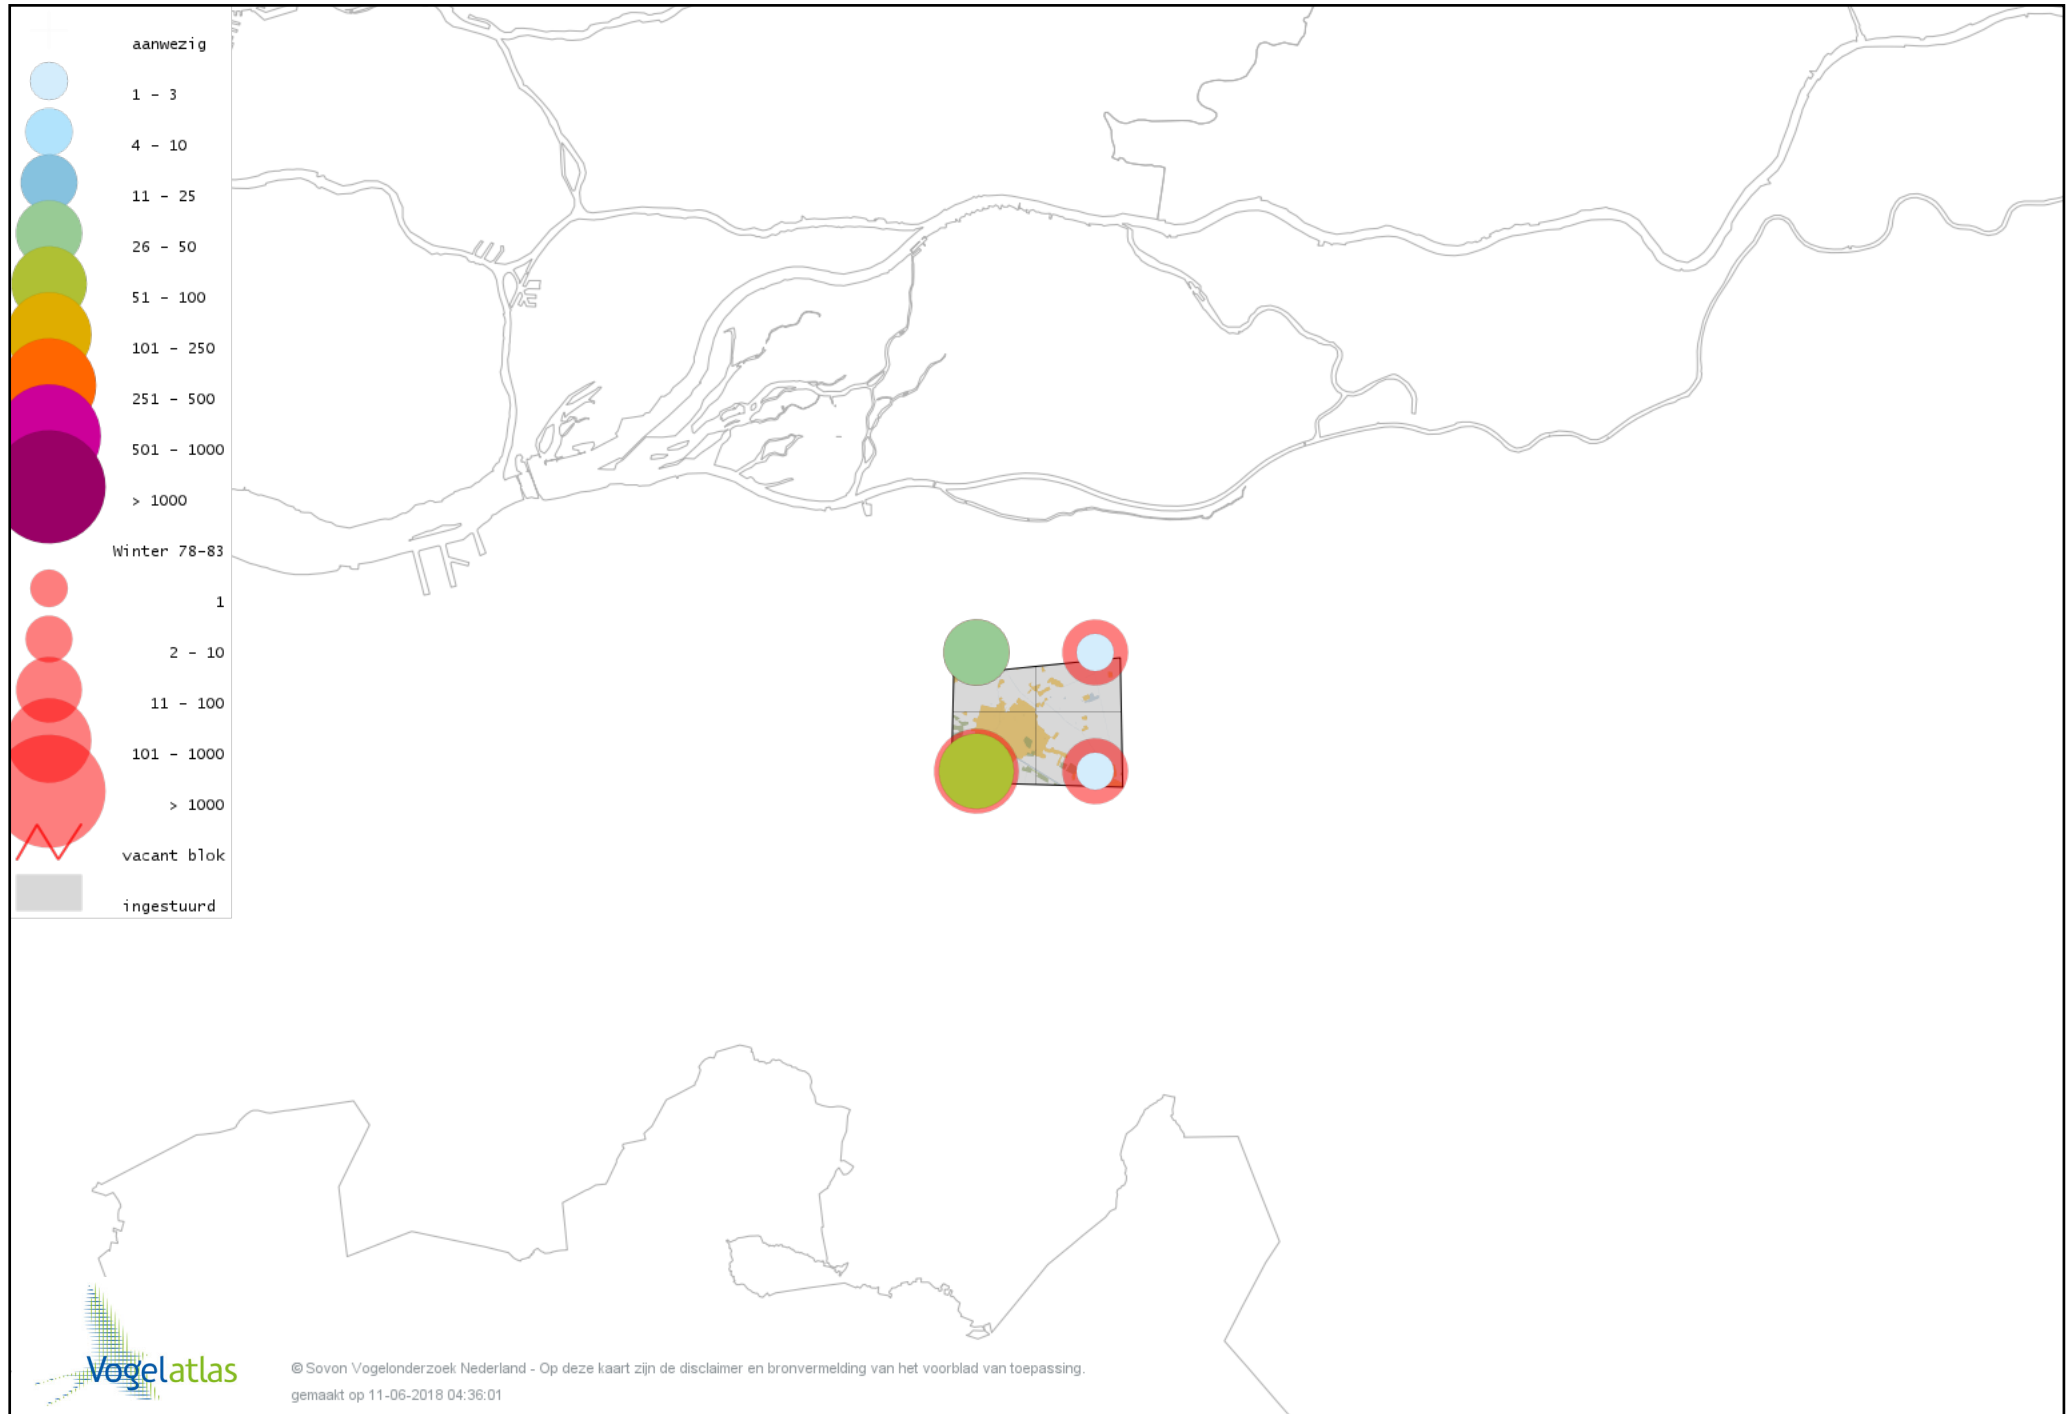 aanwezig
1 - 3
4 - 10
11 - 25
26 - 50
51 - 100
101 - 250
251 - 500
501 - 1000
> 1000
Winter 78-83
1
2 - 10
11 - 100
101 - 1000
> 1000
vacant blok
ingestuurd
Vogelatlas
© Sovon Vogelonderzoek Nederland - Op deze kaart zijn de disclaimer en bronvermelding van het voorblad van toepassing.
gemaakt op 11-06-2018 04:36:01